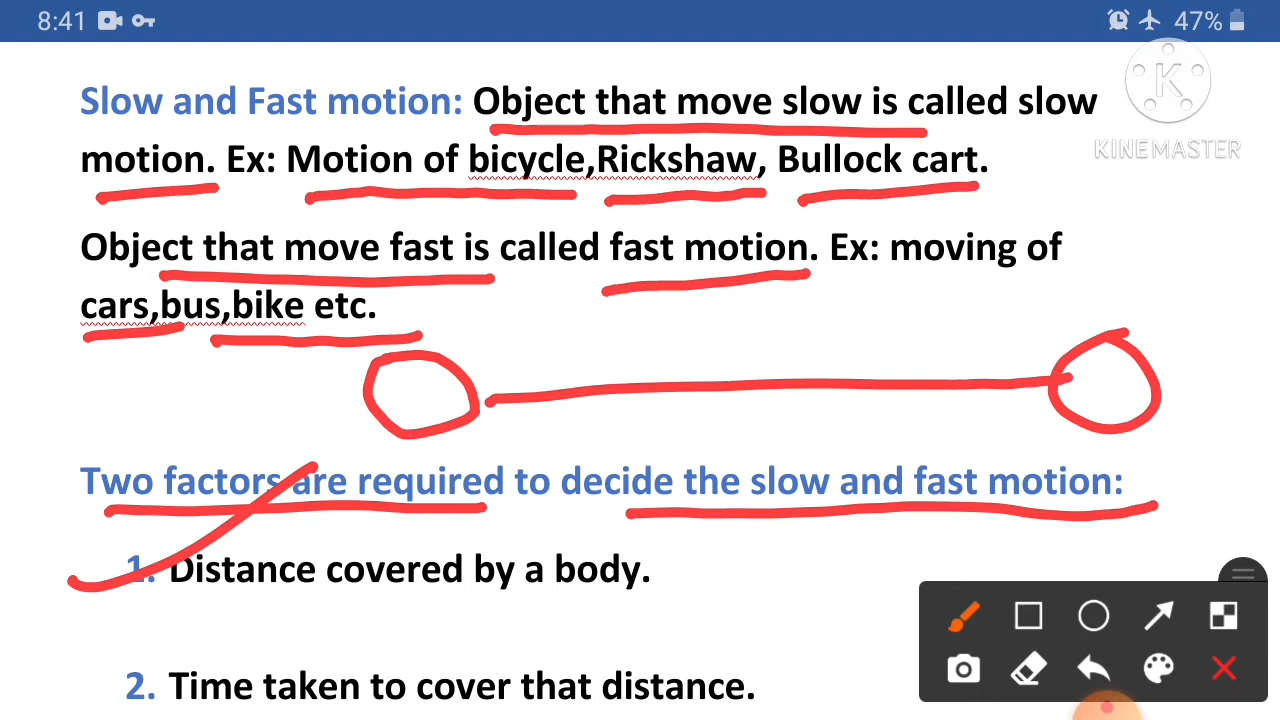 8:41
47%
KINEMASTER
Slow and Fast motion: Object that move slow is called slow
motion. Ex: Motion of bicycle,Rickshaw, Bullock cart.
Object that move fast is called fast motion. Ex: moving of
cars,bus,bike etc.
Two factors are required to decide the slow and fast motion:
1. Distance covered by a body.
2. Time taken to cover that distance.